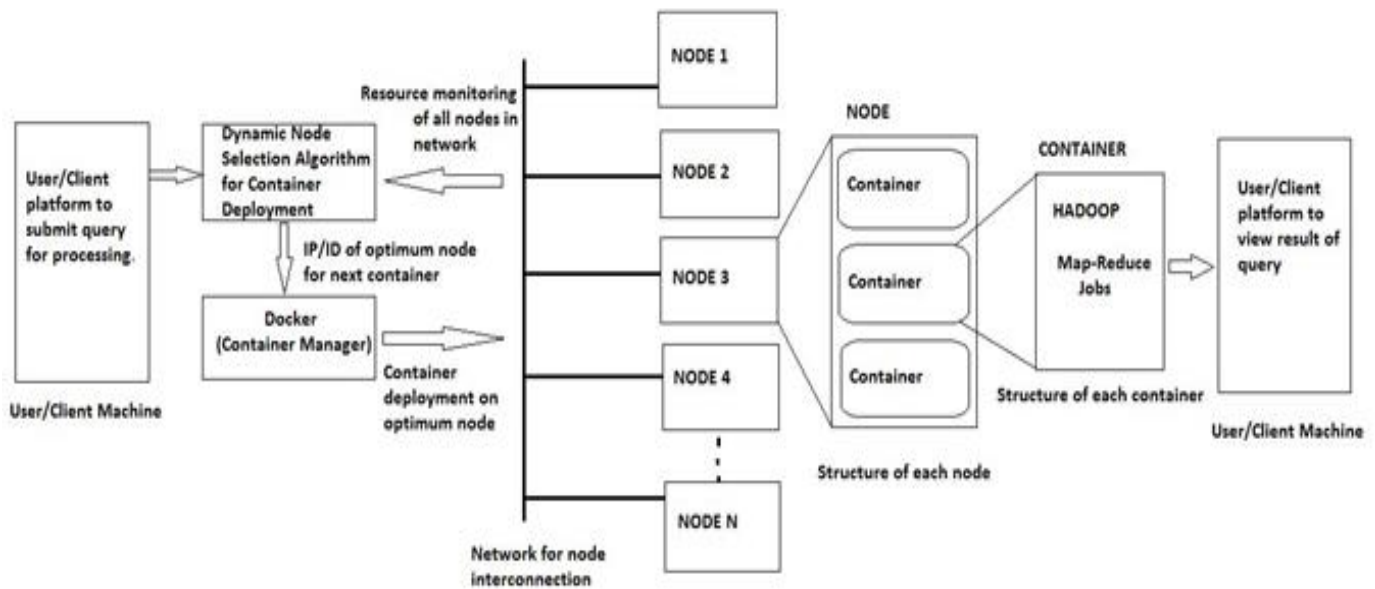 User/Client
platform to
submit query
for processing.
User/Client Machine
Dynamic Node
Selection Algorithm
for Container
Deployment
Resource monitoring
of all nodes in
network
IP/ID of optimum node
for next container
Docker
(Container Manager)
Container
deployment on
optimum node
Network for node
interconnection
NODE 1
NODE 2
NODE 3
NODE 4
NODE N
NODE
Container
Container
Container
Structure of each node
CONTAINER
HADOOP
Map-Reduce
Jobs
Structure of each container
User/Client
platform to
view result of
query
User/Client Machine